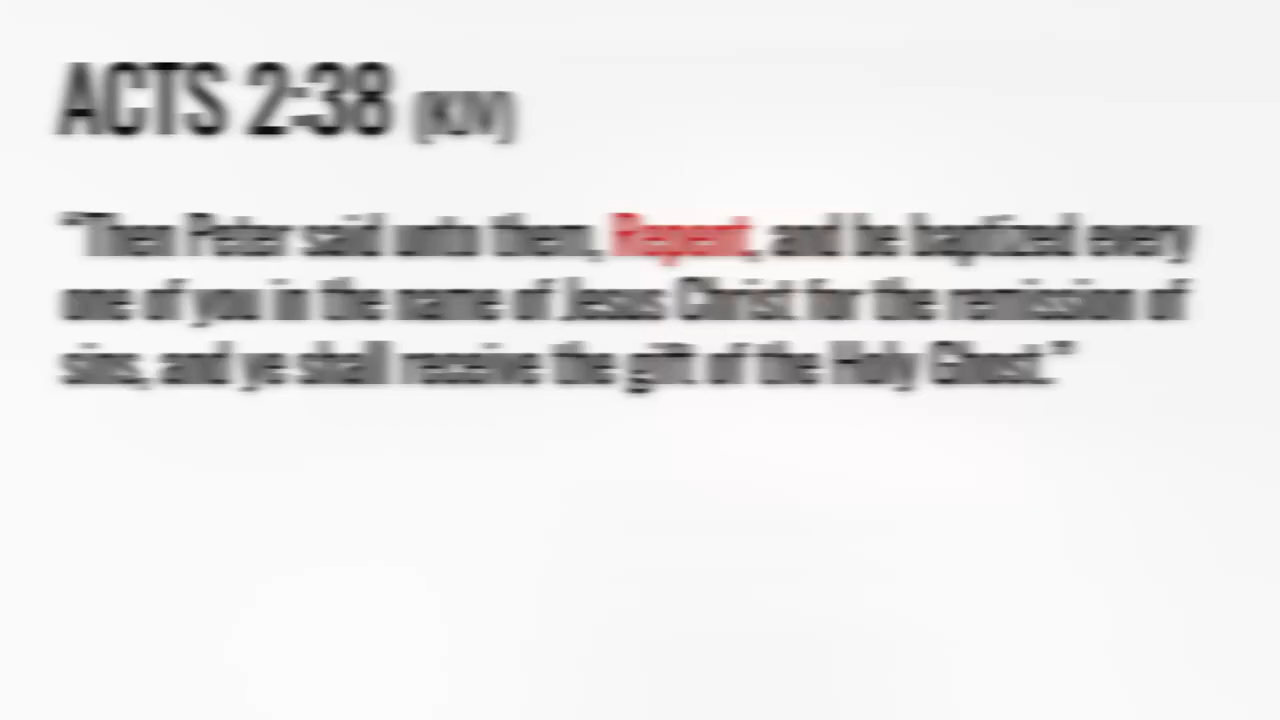 ACTS 2:38 (KJV)
“Then Peter said unto them, Repent, and be baptized every
one of you in the name of Jesus Christ for the remission of
sins, and ye shall receive the gift of the Holy Ghost.”